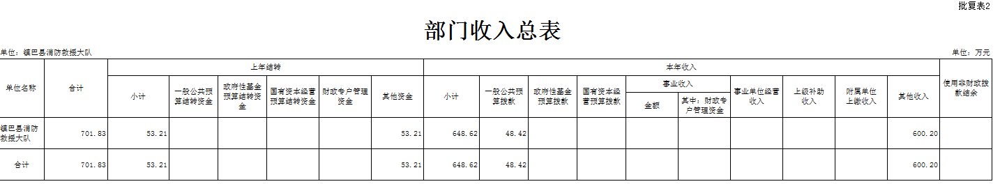 批复表2
部门收入总表
单位：镇巴县消防救援大队 单位：万元
单位名称
合计
上年结转
本年收入
使用非财政拨
款结余
小计
一般公共预
算结转资金
政府性基金
预算结转资
金
国有资本经营
预算结转资金
财政专户管理
资金
其他资金
小计
一般公共预
算拨款
政府性基金
预算拨款
国有资本经
营预算拨款
事业收入
金额
其中：财政专
户管理资金
事业单位经营
收入
上级补助
收入
附属单位
上缴收入
其他收入
镇巴县消防
救援大队
701.83 53.21 53.21 648.62 48.42 600.20
合计 701.83 53.21 53.21 648.62 48.42 600.20